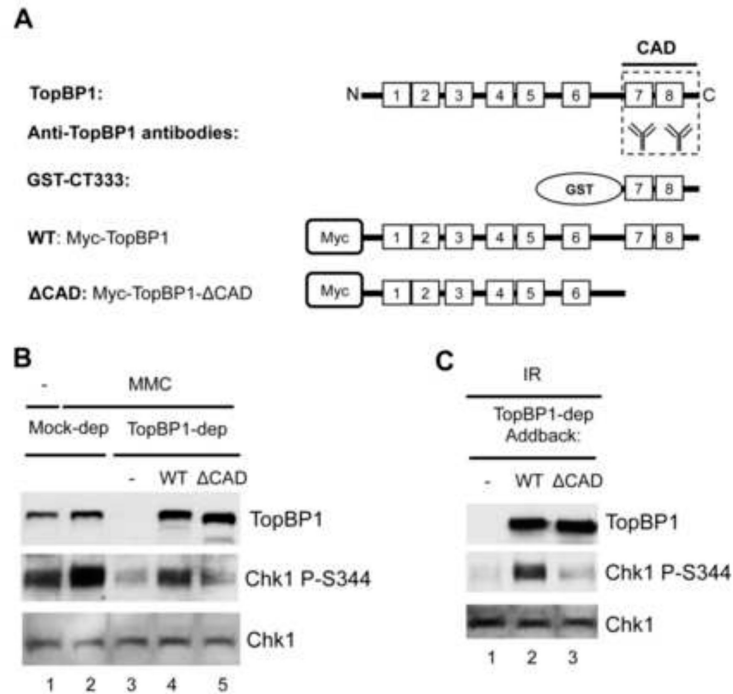 A
CAD
TopBP1: N 1 2 3 4 5 6 7 8 C
Anti-TopBP1 antibodies:
GST-CT333: GST 7 8
WT: Myc-TopBP1 Myc 1 2 3 4 5 6 7 8
ΔCAD: Myc-TopBP1-ΔCAD Myc 1 2 3 4 5 6
B
- MMC
Mock-dep TopBP1-dep
- WT ΔCAD
TopBP1
Chk1 P-S344
Chk1
1 2 3 4 5
C
IR
TopBP1-dep
Addback:
- WT ΔCAD
TopBP1
Chk1 P-S344
Chk1
1 2 3